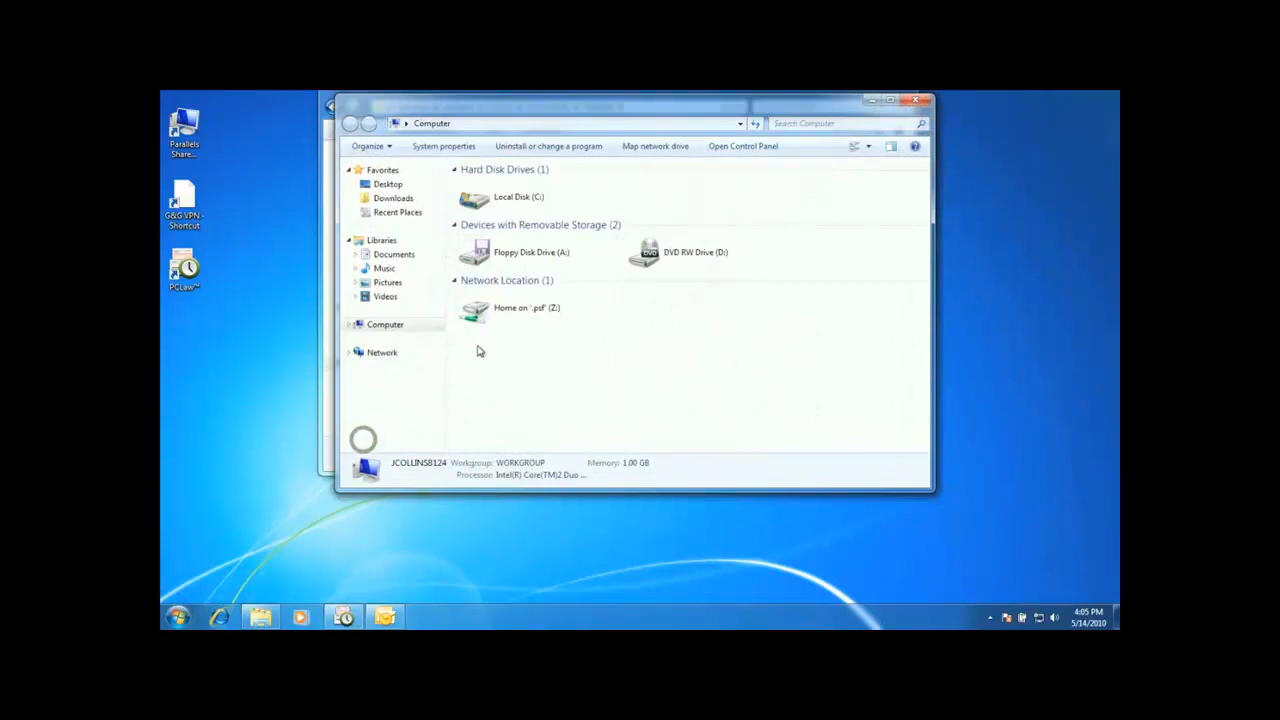 Parallels
Share...
G&G VPN -
Shortcut
PCLaw™
Computer
Search Computer
Organize
System properties
Uninstall or change a program
Map network drive
Open Control Panel
Favorites
Desktop
Downloads
Recent Places
Libraries
Documents
Music
Pictures
Videos
Computer
Network
Hard Disk Drives (1)
Local Disk (C:)
Devices with Removable Storage (2)
Floppy Disk Drive (A:)
DVD
DVD RW Drive (D:)
Network Location (1)
Home on '.psf' (Z:)
JCOLLINS8124 Workgroup: WORKGROUP Memory: 1.00 GB
Processor: Intel(R) Core(TM)2 Duo ...
4:05 PM
5/14/2010